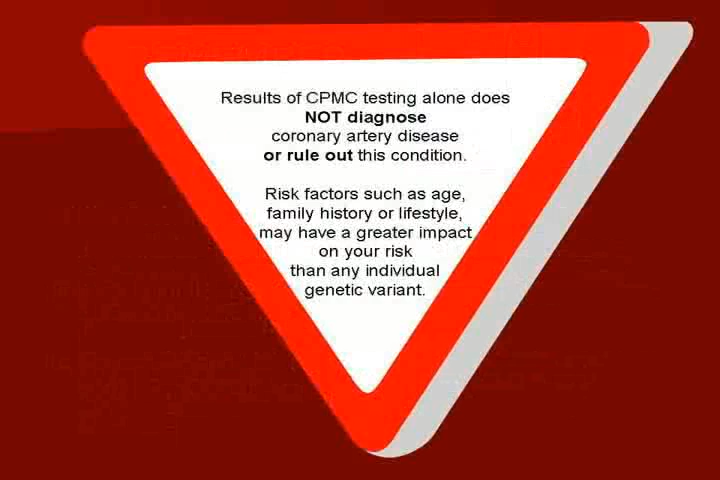 Results of CPMC testing alone does
NOT diagnose
coronary artery disease
or rule out this condition.
Risk factors such as age,
family history or lifestyle,
may have a greater impact
on your risk
than any individual
genetic variant.